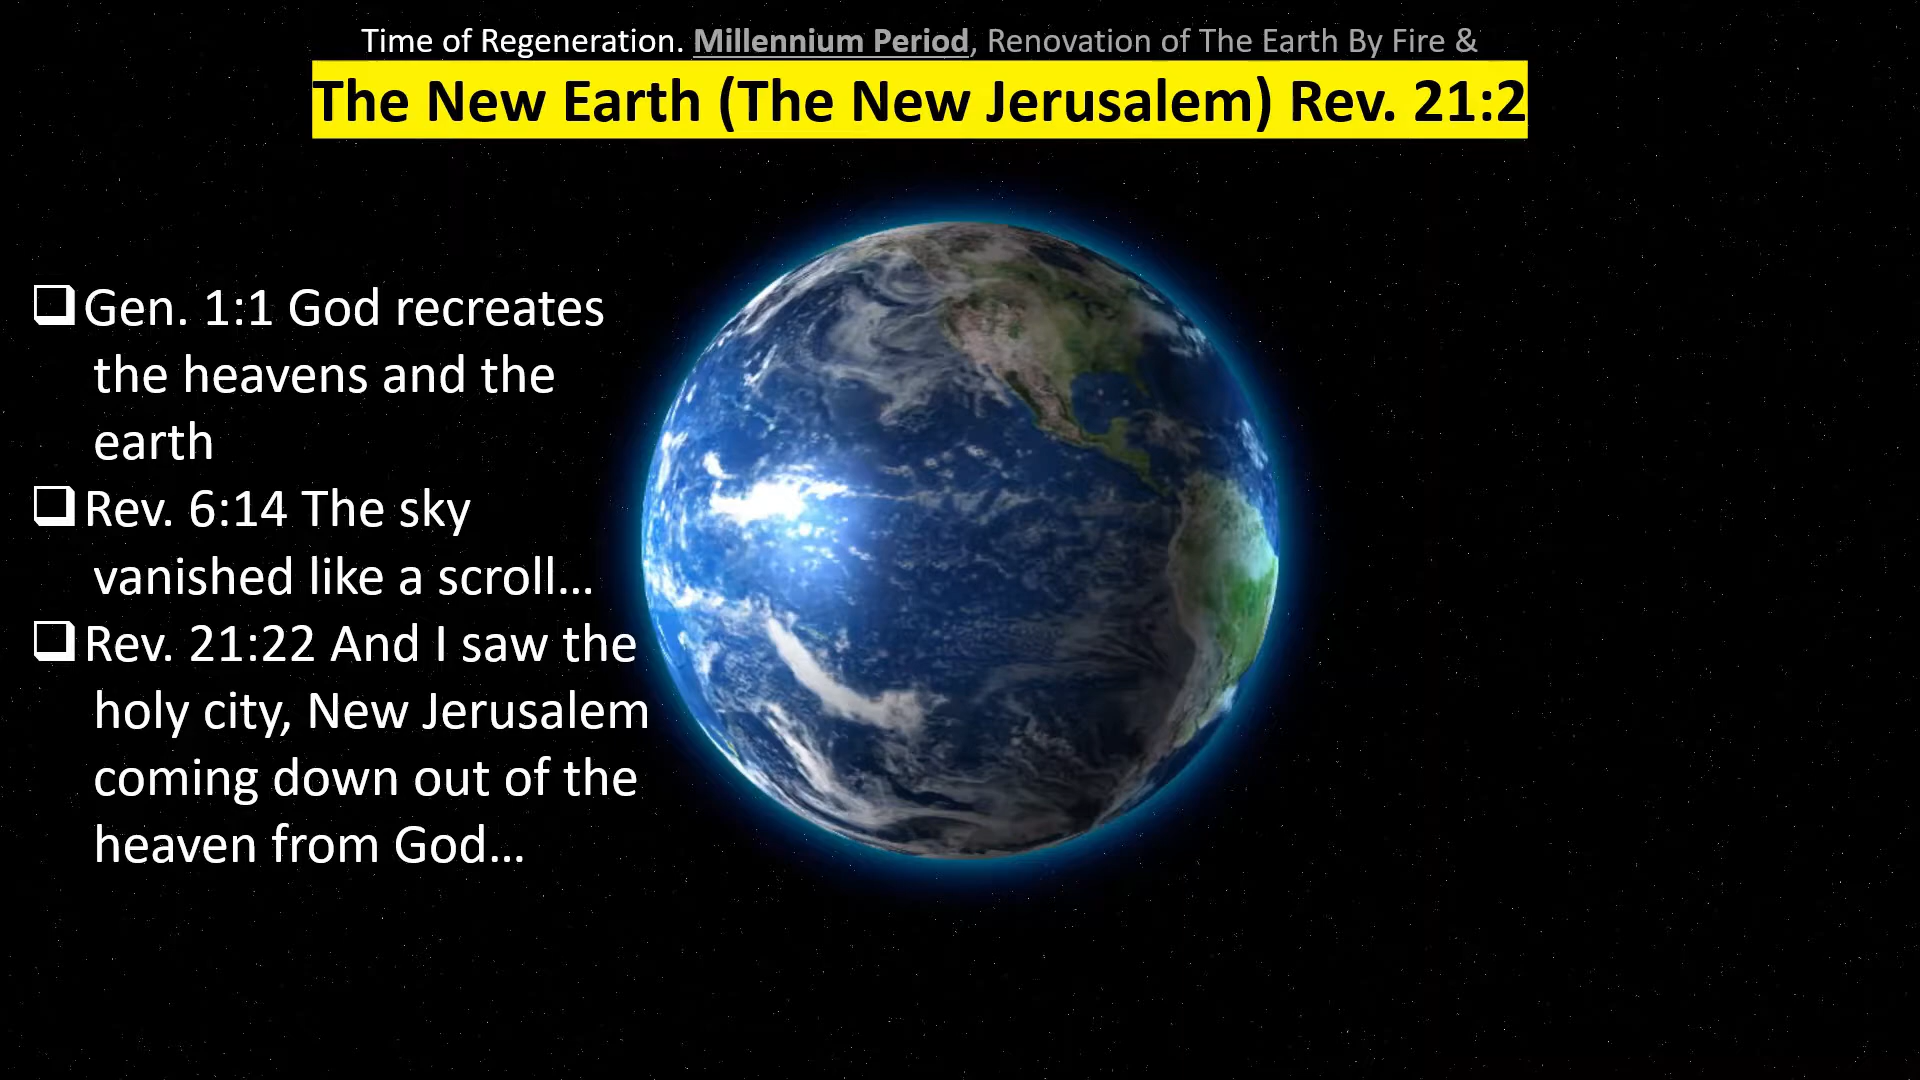 Time of Regeneration. Millennium Period, Renovation of The Earth By Fire &
The New Earth (The New Jerusalem) Rev. 21:2
❑Gen. 1:1 God recreates
the heavens and the
earth
❑Rev. 6:14 The sky
vanished like a scroll…
❑Rev. 21:22 And I saw the
holy city, New Jerusalem
coming down out of the
heaven from God…